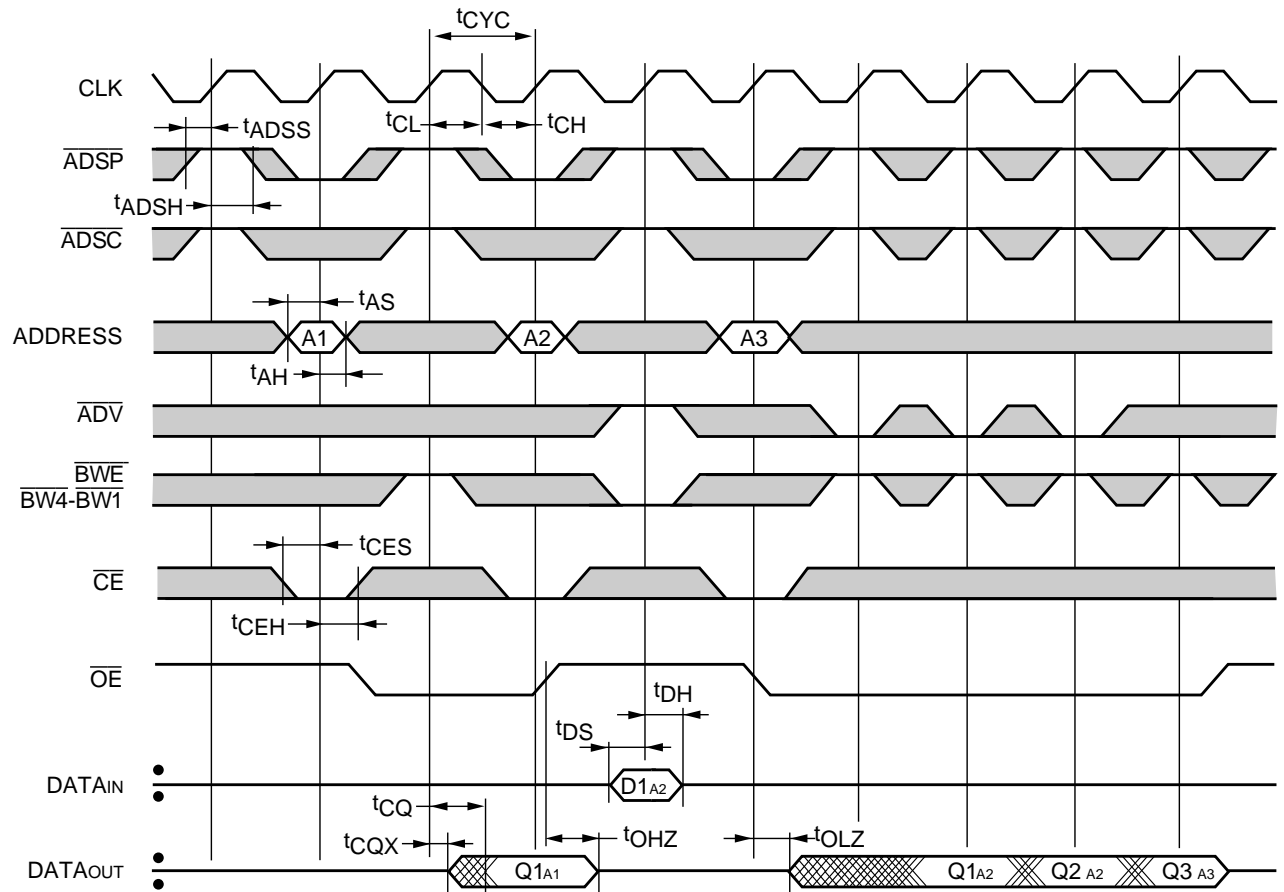 tCYC
CLK
tADSS
tCL
tCH
ADSP
tADSH
ADSC
tAS
ADDRESS
A1
A2
A3
tAH
ADV
BWE
BW4-BW1
tCES
CE
tCEH
OE
tDH
tDS
DATAIN
D1A2
tCQ
tCQX
tOHZ
tOLZ
DATAOUT
Q1A1
Q1A2
Q2 A2
Q3 A3